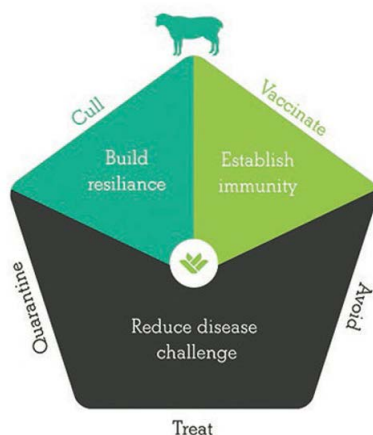 Cull
Vaccinate
Build
resiliance
Establish
immunity
Quarantine
Avoid
Reduce disease
challenge
Treat